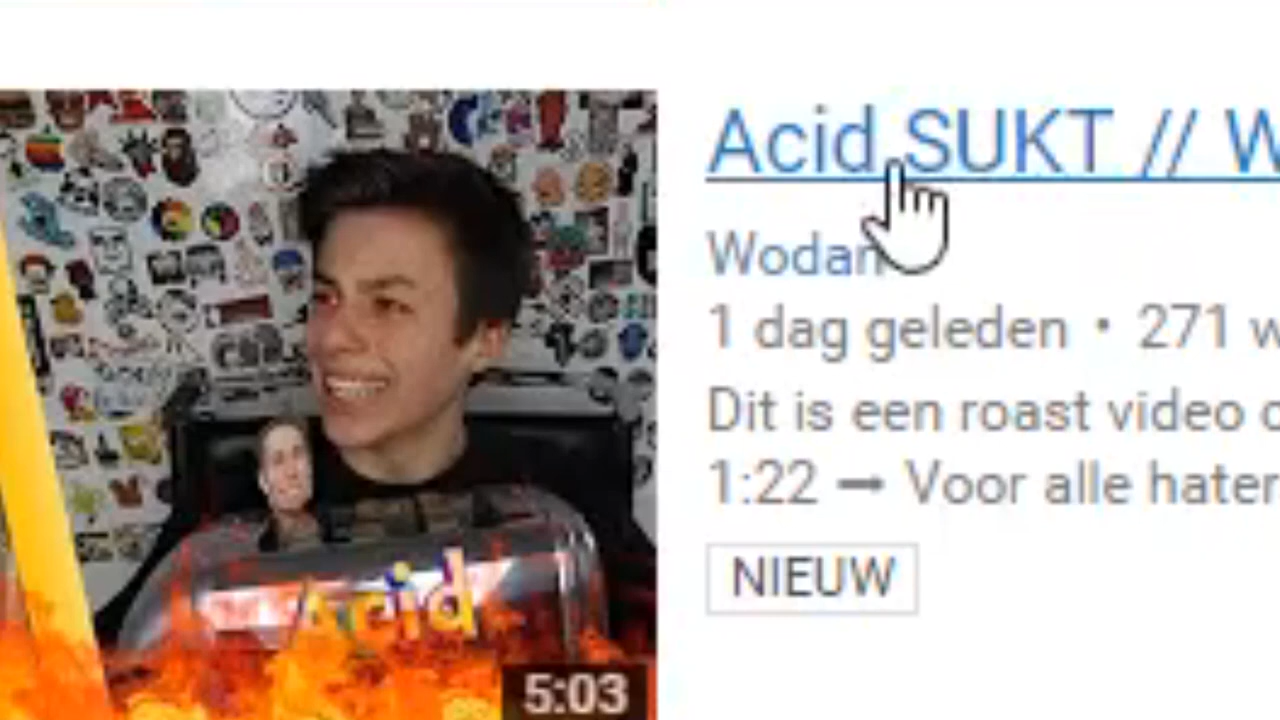 Acid SUKT // W
Wodan
1 dag geleden • 271 w
Dit is een roast video o
1:22 ➞ Voor alle hater
NIEUW
Acid
5:03